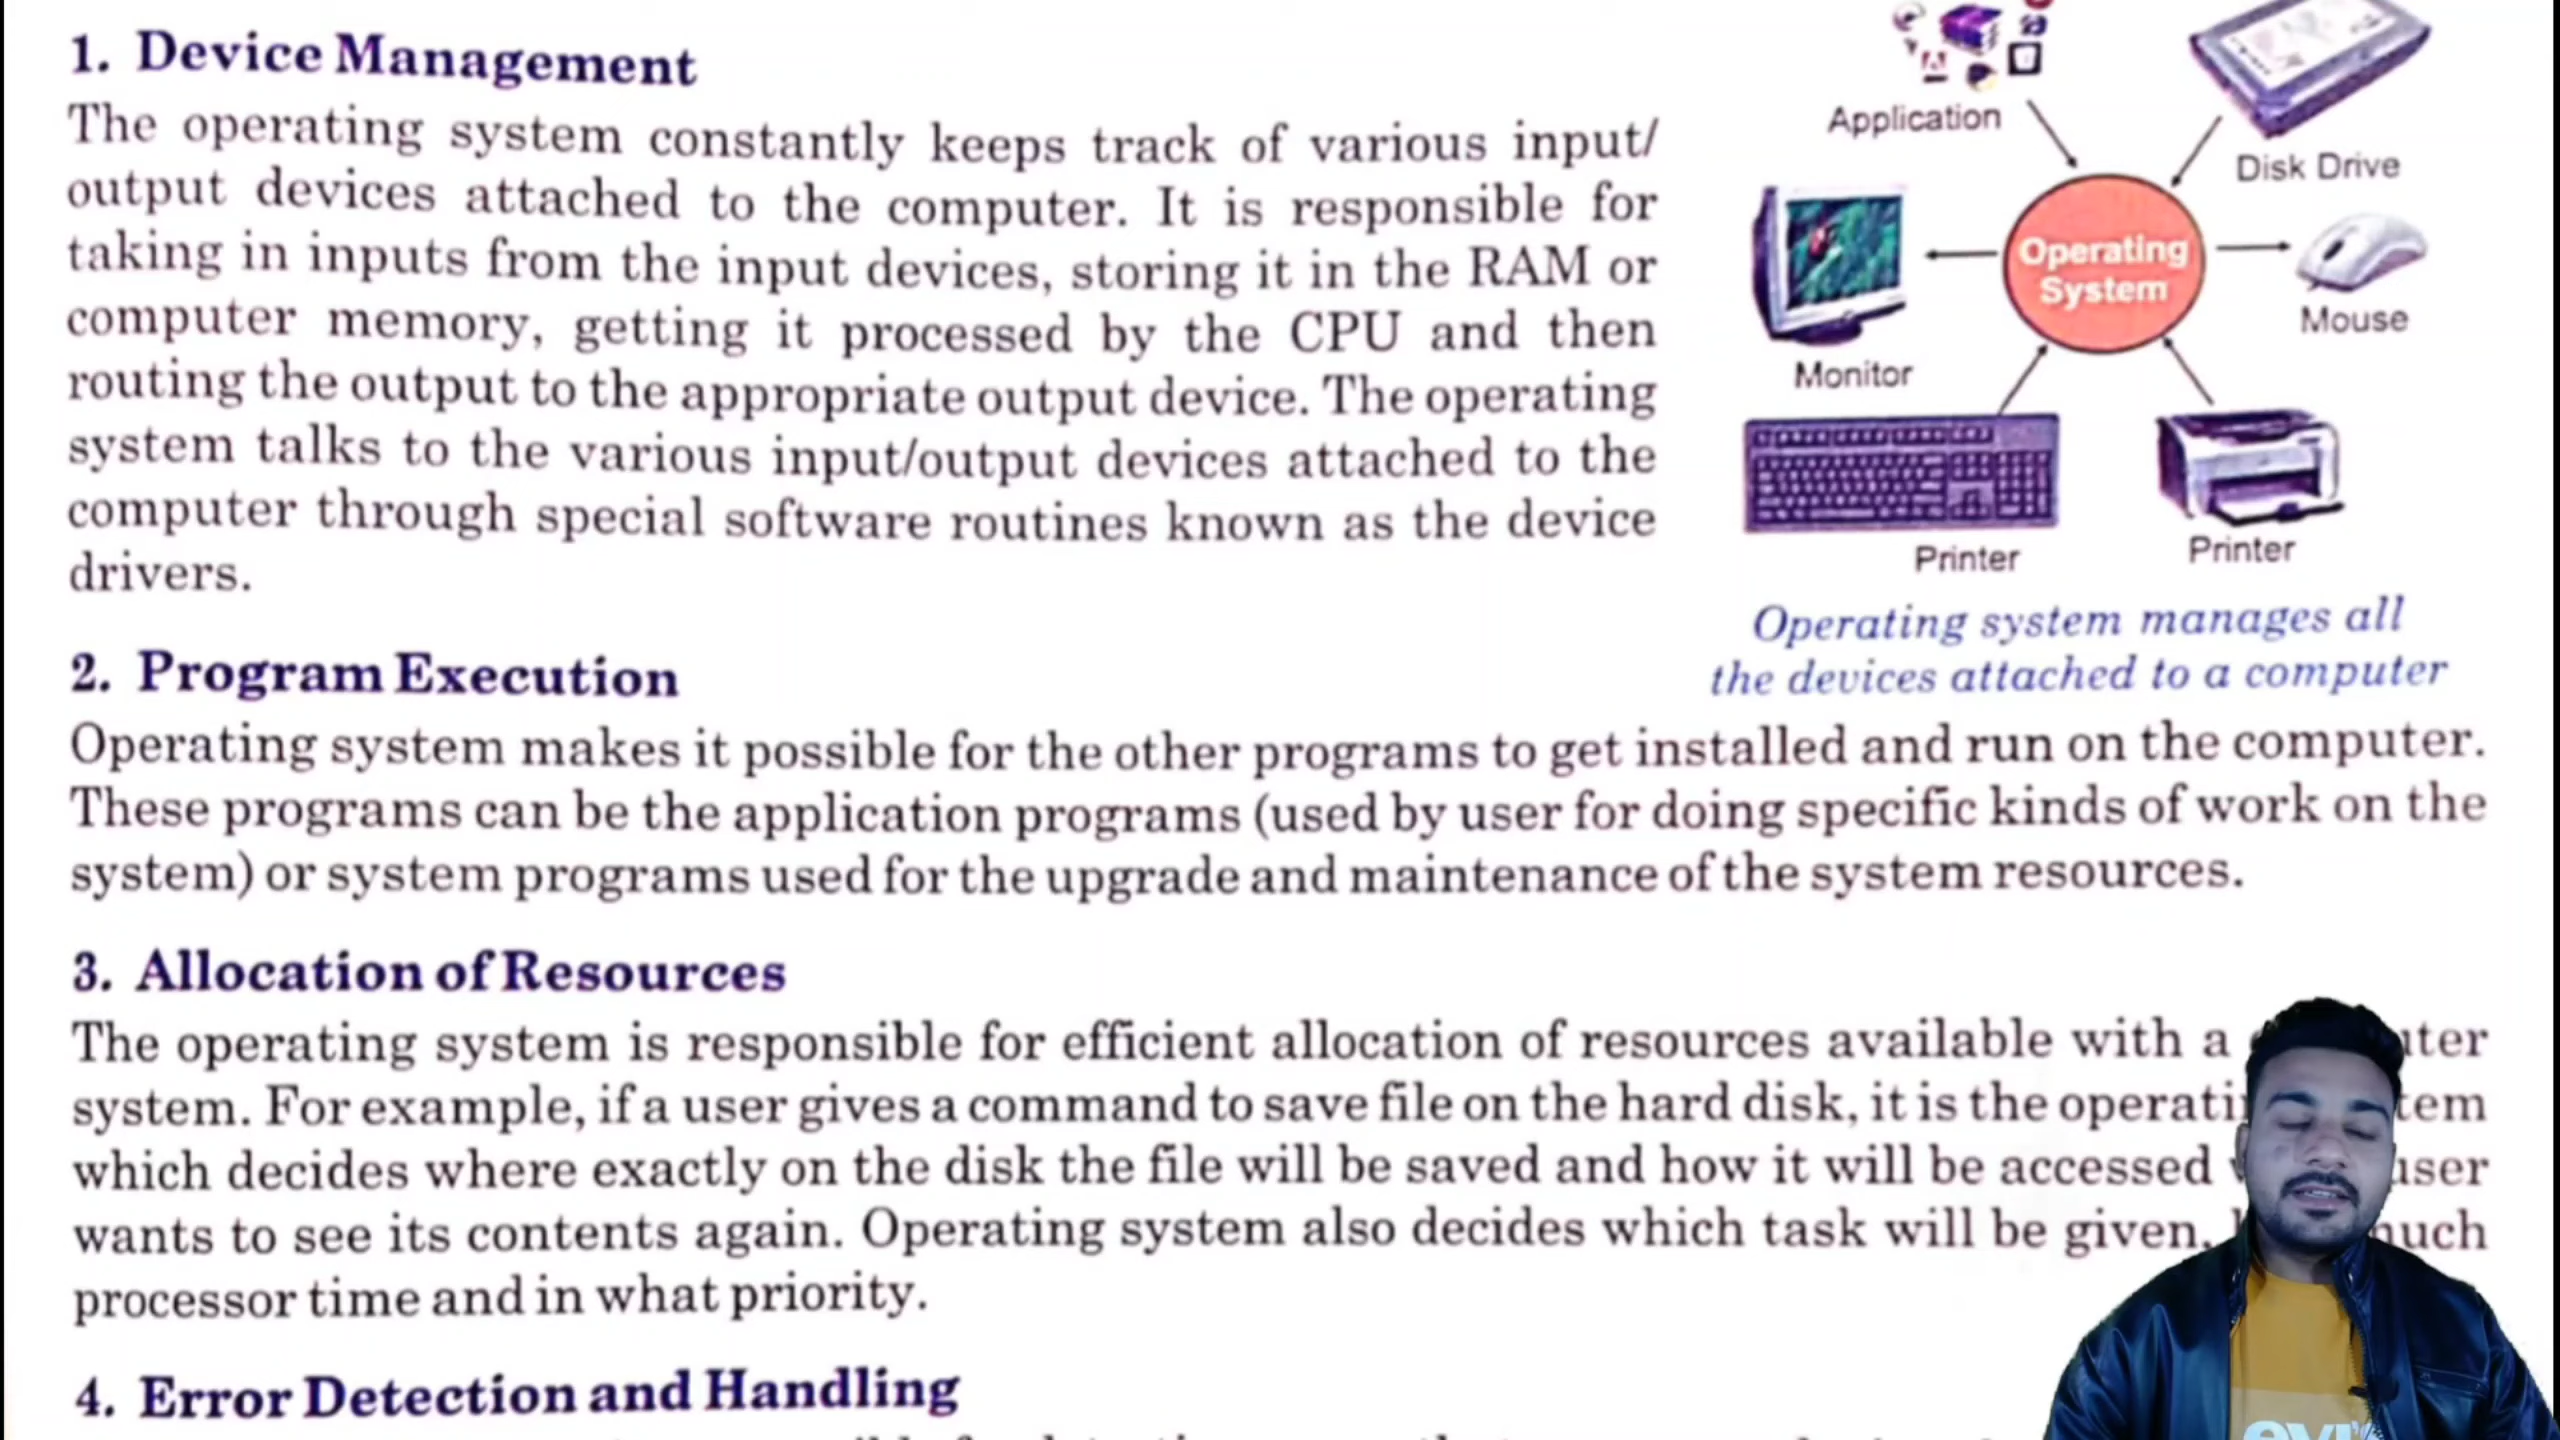 1. Device Management
The operating system constantly keeps track of various input/
output devices attached to the computer. It is responsible for
taking in inputs from the input devices, storing it in the RAM or
computer memory, getting it processed by the CPU and then
routing the output to the appropriate output device. The operating
system talks to the various input/output devices attached to the
computer through special software routines known as the device
drivers.
Application
Disk Drive
Operating
System
Monitor
Mouse
Printer
Printer
Operating system manages all
the devices attached to a computer
2. Program Execution
Operating system makes it possible for the other programs to get installed and run on the computer.
These programs can be the application programs (used by user for doing specific kinds of work on the
system) or system programs used for the upgrade and maintenance of the system resources.
3. Allocation of Resources
The operating system is responsible for efficient allocation of resources available with a
system. For example, if a user gives a command to save file on the hard disk, it is the
which decides where exactly on the disk the file will be saved and how it will be accessed user
wants to see its contents again. Operating system also decides which task will be given, much
processor time and in what priority.
4. Error Detection and Handling